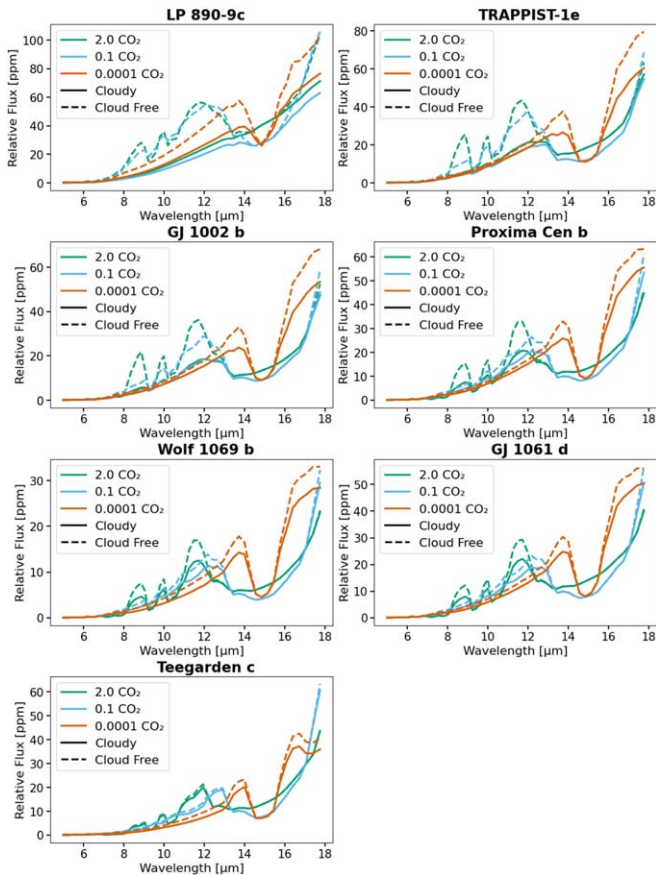 LP 890-9c
Relative Flux [ppm]
100
80
60
40
20
0
2.0 CO₂
0.1 CO₂
0.0001 CO₂
Cloudy
Cloud Free
6 8 10 12 14 16 18
Wavelength [μm]
TRAPPIST-1e
Relative Flux [ppm]
80
60
40
20
0
2.0 CO₂
0.1 CO₂
0.0001 CO₂
Cloudy
Cloud Free
6 8 10 12 14 16 18
Wavelength [μm]
GJ 1002 b
Relative Flux [ppm]
60
40
20
0
2.0 CO₂
0.1 CO₂
0.0001 CO₂
Cloudy
Cloud Free
6 8 10 12 14 16 18
Wavelength [μm]
Proxima Cen b
Relative Flux [ppm]
60
40
20
0
2.0 CO₂
0.1 CO₂
0.0001 CO₂
Cloudy
Cloud Free
6 8 10 12 14 16 18
Wavelength [μm]
Wolf 1069 b
Relative Flux [ppm]
30
20
10
0
2.0 CO₂
0.1 CO₂
0.0001 CO₂
Cloudy
Cloud Free
6 8 10 12 14 16 18
Wavelength [μm]
GJ 1061 d
Relative Flux [ppm]
50
40
30
20
10
0
2.0 CO₂
0.1 CO₂
0.0001 CO₂
Cloudy
Cloud Free
6 8 10 12 14 16 18
Wavelength [μm]
Teegarden c
Relative Flux [ppm]
60
50
40
30
20
10
0
2.0 CO₂
0.1 CO₂
0.0001 CO₂
Cloudy
Cloud Free
6 8 10 12 14 16 18
Wavelength [μm]